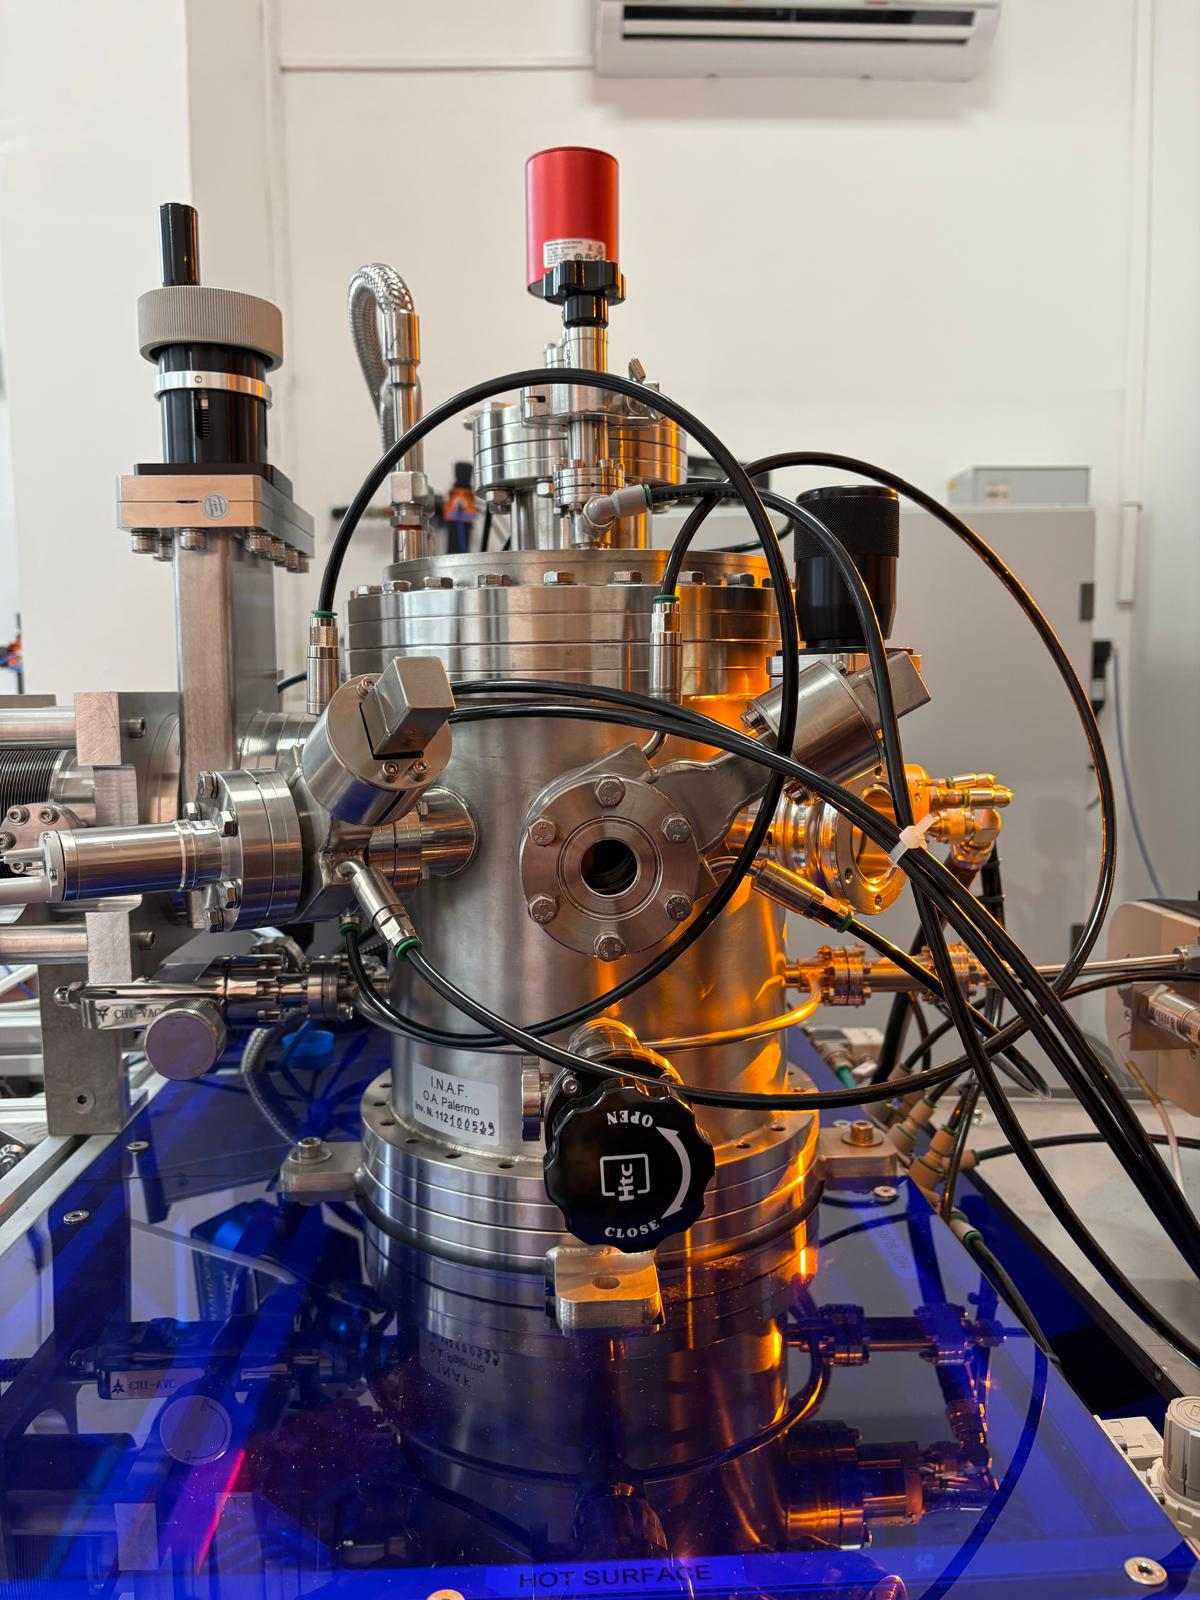 I.N.A.F.
O.A. Palermo
Inv. N. 112100529
OPEN
Htc
CLOSE
CHI-VAC
HOT SURFACE